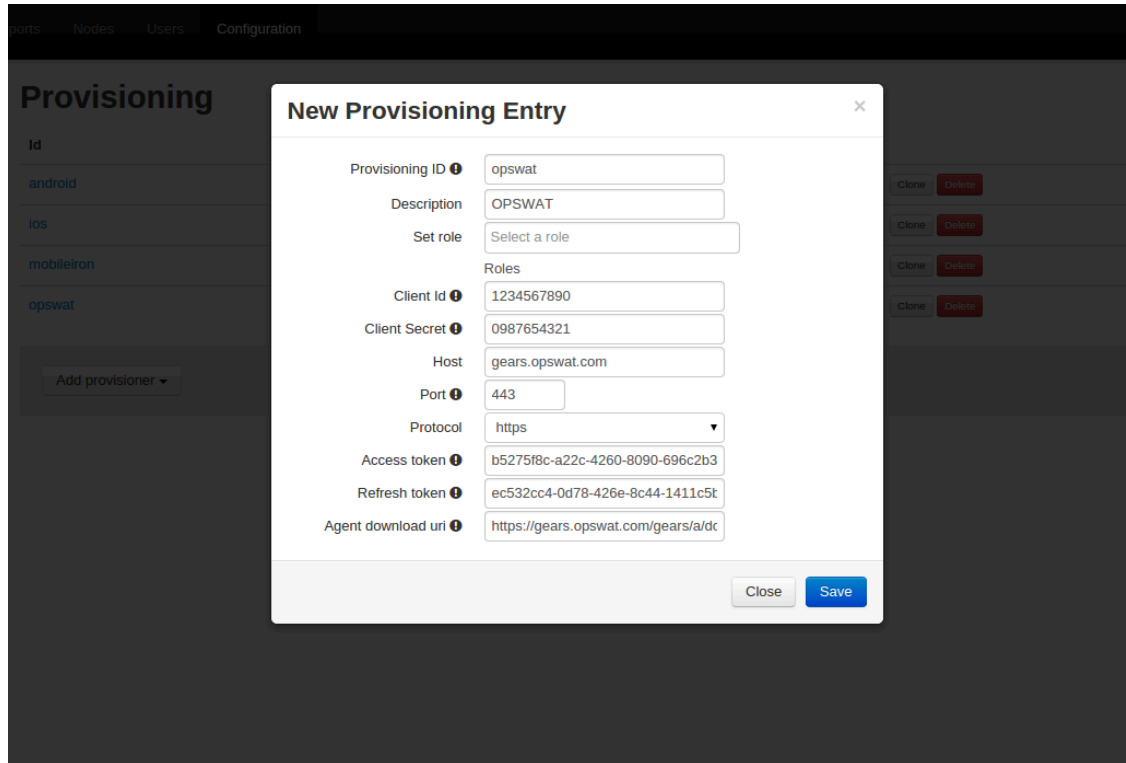 Nodes Users Configuration
Provisioning
Id
android Clone Delete
ios Clone Delete
mobileiron Clone Delete
opswat Clone Delete
Add provisioner
New Provisioning Entry ×
Provisioning ID opswat
Description OPSWAT
Set role Select a role
Roles
Client Id 1234567890
Client Secret 0987654321
Host gears.opswat.com
Port 443
Protocol https
Access token b5275f8c-a22c-4260-8090-696c2b3
Refresh token ec532cc4-0d78-426e-8c44-1411c5
Agent download uri https://gears.opswat.com/gears/a/
Close Save